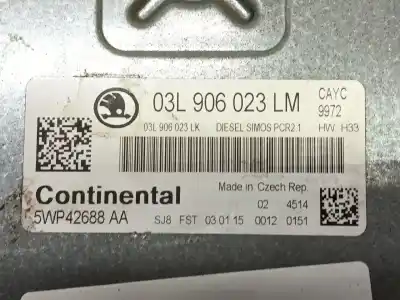 03L 906 023 LM
CAYC
9972
03L 906 023 LK DIESEL SIMOS PCR2.1 HW H33
Continental
Made in Czech Rep.
02 4514
5WP42688 AA
SJ8 FST 03.01.15 0012 0151